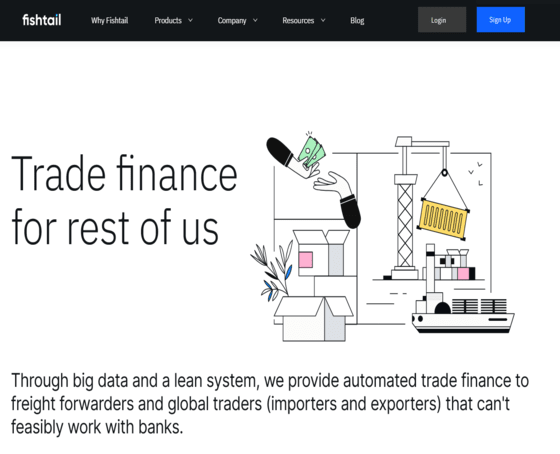 fishtail Why Fishtail Products Company Resources Blog Login Sign Up
Trade finance
for rest of us
Through big data and a lean system, we provide automated trade finance to
freight forwarders and global traders (importers and exporters) that can't
feasibly work with banks.